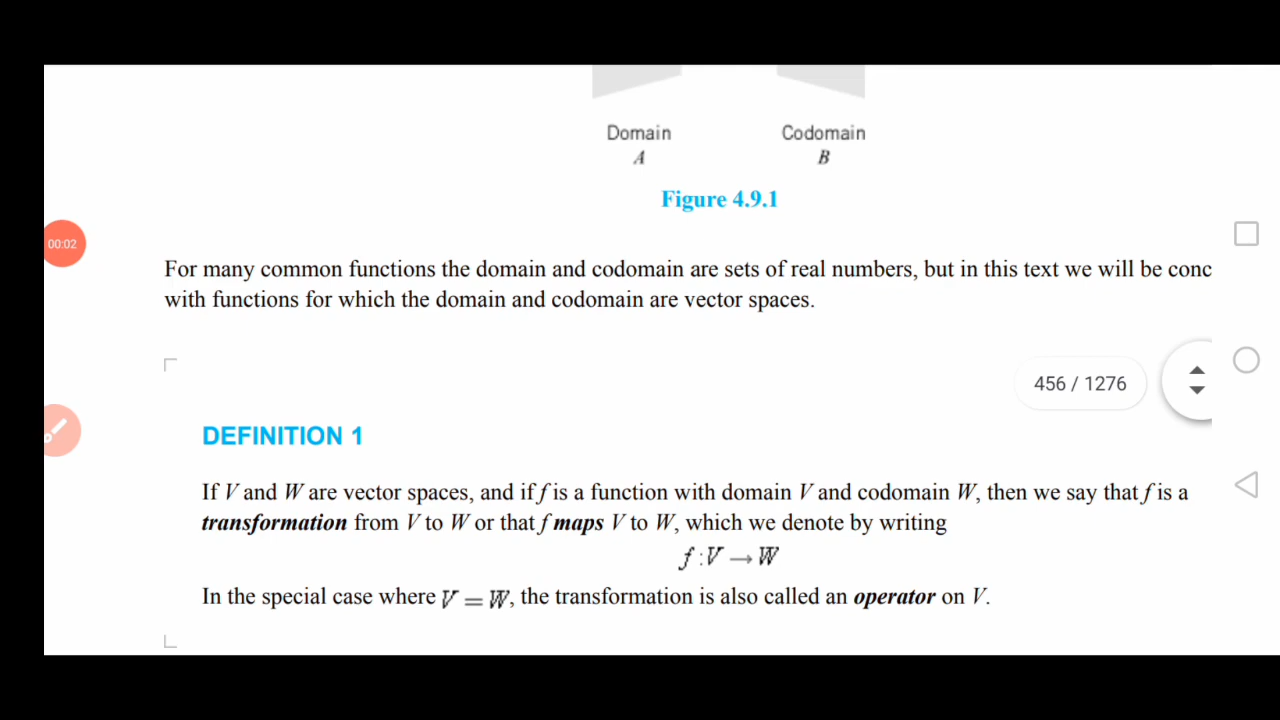 Domain Codomain
A B
Figure 4.9.1
00:02
For many common functions the domain and codomain are sets of real numbers, but in this text we will be conc
with functions for which the domain and codomain are vector spaces.
456 / 1276
DEFINITION 1
If V and W are vector spaces, and if f is a function with domain V and codomain W, then we say that f is a
transformation from V to W or that f maps V to W, which we denote by writing
f :V → W
In the special case where V = W, the transformation is also called an operator on V.